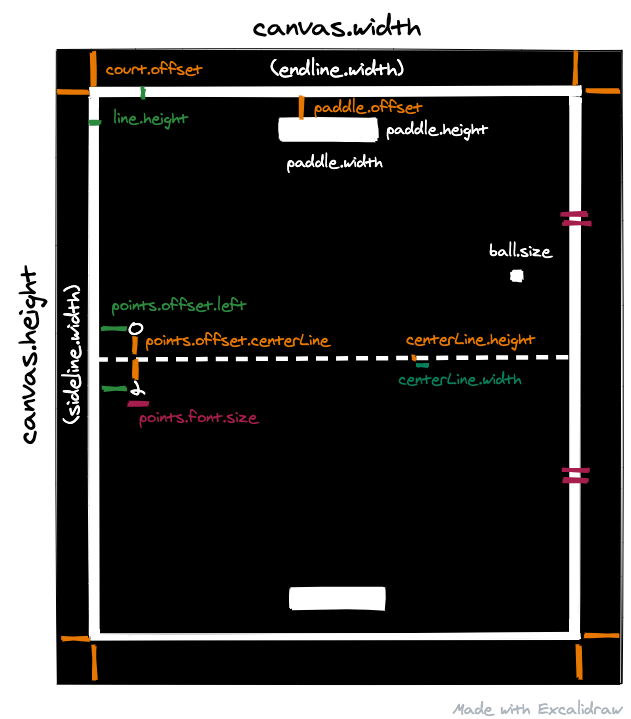 canvas.width
court.offset
(endline.width)
paddle.offset
line.height
paddle.height
paddle.width
ball.size
canvas.height
(sideline.width)
points.offset.left
0
points.offset.centerLine
centerLine.height
centerLine.width
points.font.size
Made with Excalidraw